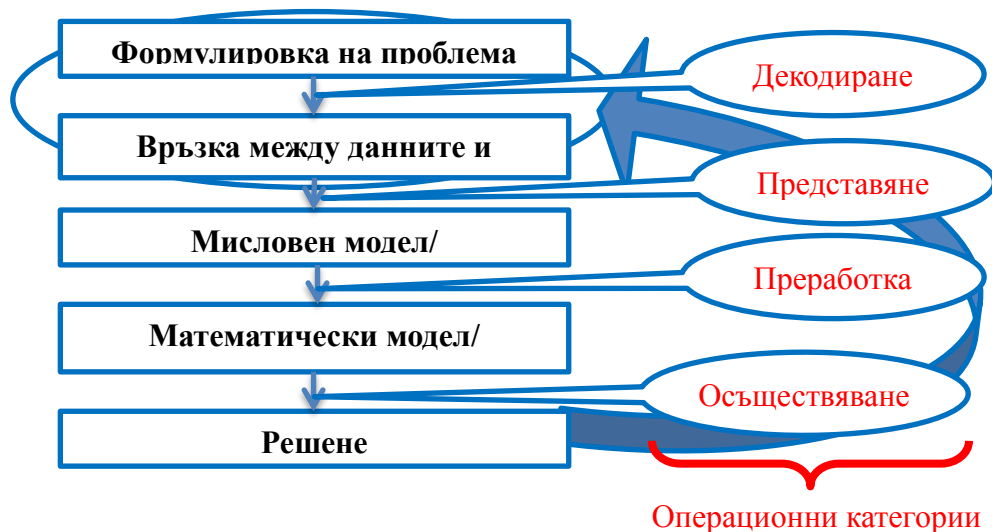 Формулировка на проблема
Декодиране
Връзка между данните и
Представяне
Мисловен модел/
Преработка
Математически модел/
Осъществяване
Решене
Операционни категории